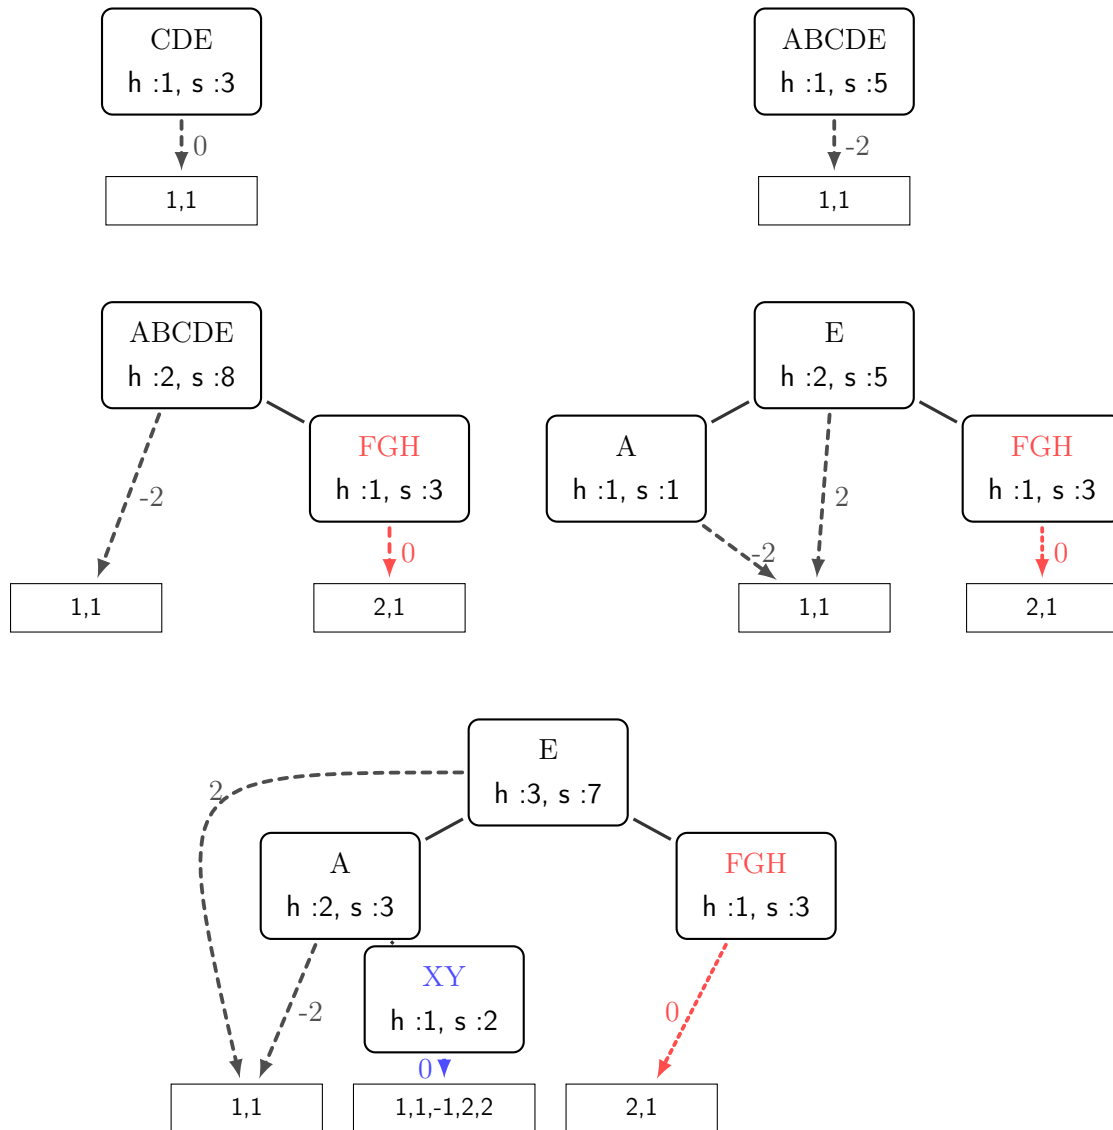 CDE
h :1, s :3
0
1,1
ABCDE
h :1, s :5
-2
1,1
ABCDE
h :2, s :8
FGH
h :1, s :3
-2
0
1,1
2,1
E
h :2, s :5
A
h :1, s :1
FGH
h :1, s :3
-2
2
0
1,1
2,1
E
h :3, s :7
2
A
h :2, s :3
FGH
h :1, s :3
XY
h :1, s :2
-2
0
0
1,1
1,1,-1,2,2
2,1